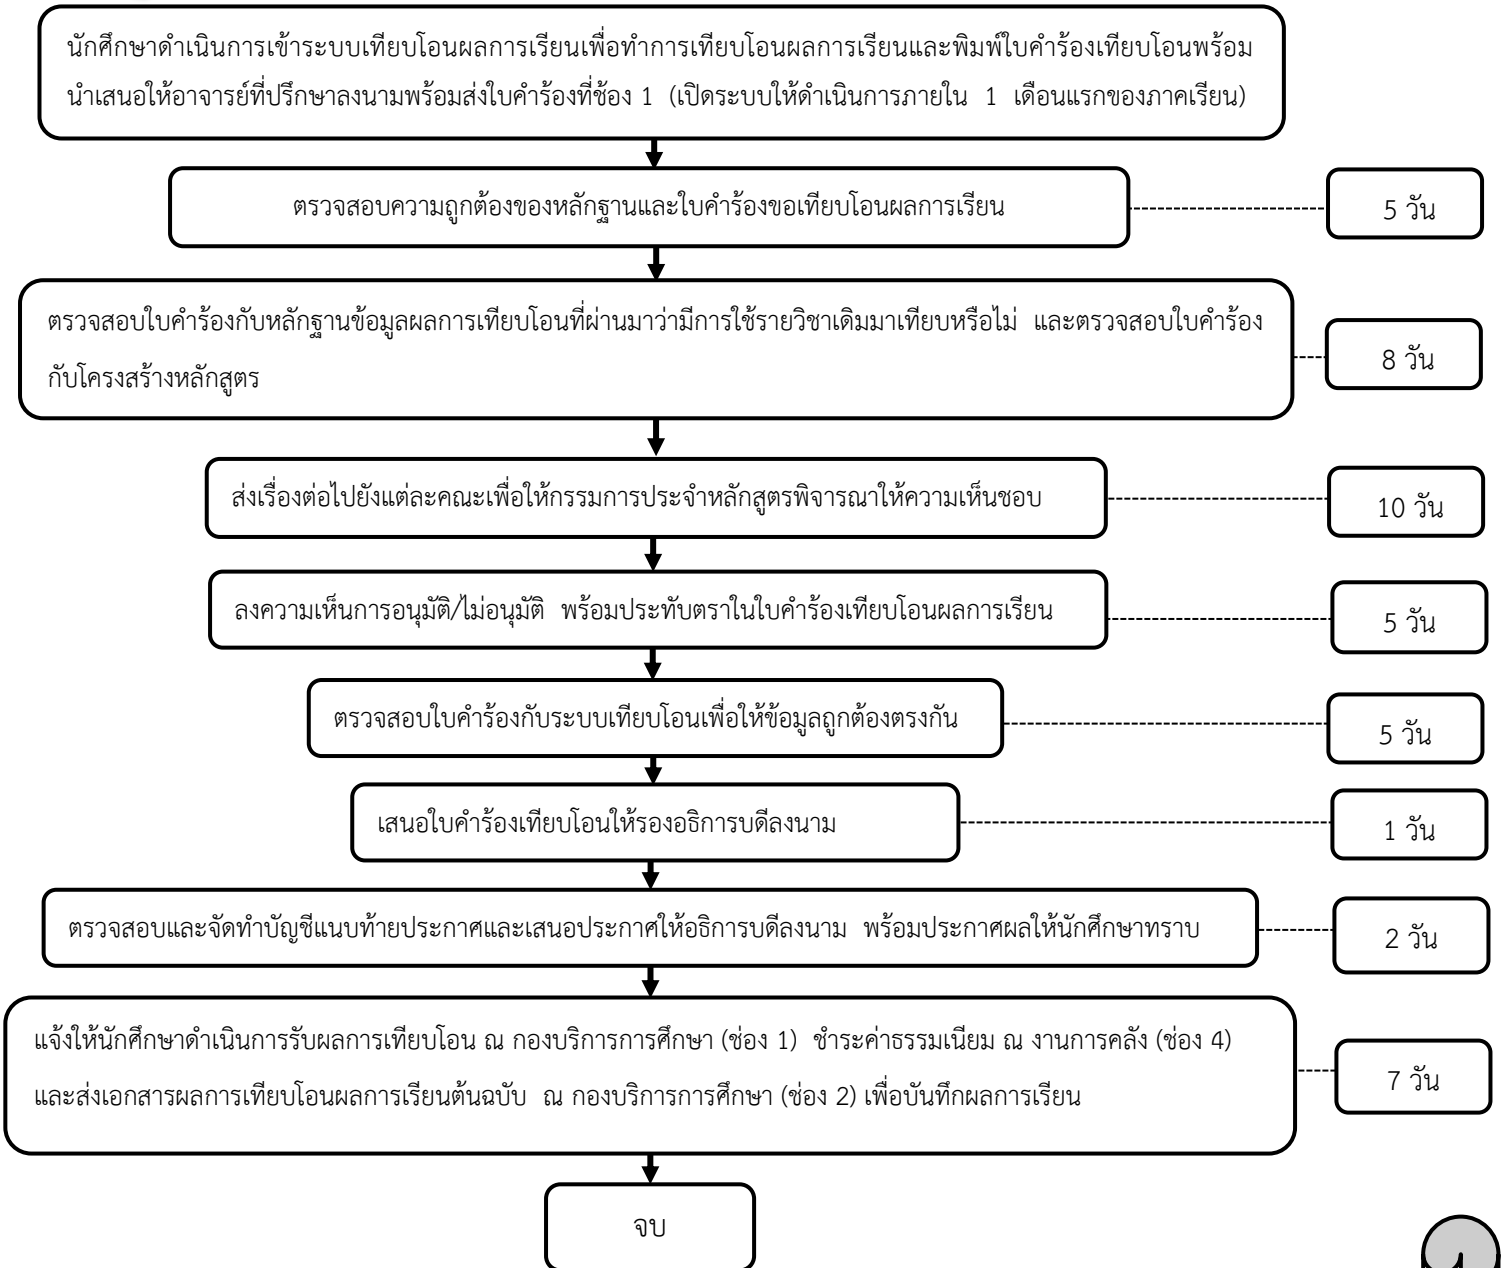 นักศึกษาดำเนินการเข้าระบบเทียบโอนผลการเรียนเพื่อทำการเทียบโอนผลการเรียนและพิมพ์ใบคำร้องเทียบโอนพร้อม
นำเสนอให้อาจารย์ที่ปรึกษาลงนามพร้อมส่งใบคำร้องที่ช้อง 1 (เปิดระบบให้ดำเนินการภายใน 1 เดือนแรกของภาคเรียน)
ตรวจสอบความถูกต้องของหลักฐานและใบคำร้องขอเทียบโอนผลการเรียน
5 วัน
ตรวจสอบใบคำร้องกับหลักฐานข้อมูลผลการเทียบโอนที่ผ่านมาว่ามีการใช้รายวิชาเดิมมาเทียบหรือไม่ และตรวจสอบใบคำร้อง
กับโครงสร้างหลักสูตร
8 วัน
ส่งเรื่องต่อไปยังแต่ละคณะเพื่อให้กรรมการประจำหลักสูตรพิจารณาให้ความเห็นชอบ
10 วัน
ลงความเห็นการอนุมัติ/ไม่อนุมัติ พร้อมประทับตราในใบคำร้องเทียบโอนผลการเรียน
5 วัน
ตรวจสอบใบคำร้องกับระบบเทียบโอนเพื่อให้ข้อมูลถูกต้องตรงกัน
5 วัน
เสนอใบคำร้องเทียบโอนให้รองอธิการบดีลงนาม
1 วัน
ตรวจสอบและจัดทำบัญชีแนบท้ายประกาศและเสนอประกาศให้อธิการบดีลงนาม พร้อมประกาศผลให้นักศึกษาทราบ
2 วัน
แจ้งให้นักศึกษาดำเนินการรับผลการเทียบโอน ณ กองบริการการศึกษา (ช่อง 1) ชำระค่าธรรมเนียม ณ งานการคลัง (ช่อง 4)
และส่งเอกสารผลการเทียบโอนผลการเรียนต้นฉบับ ณ กองบริการการศึกษา (ช่อง 2) เพื่อบันทึกผลการเรียน
7 วัน
จบ